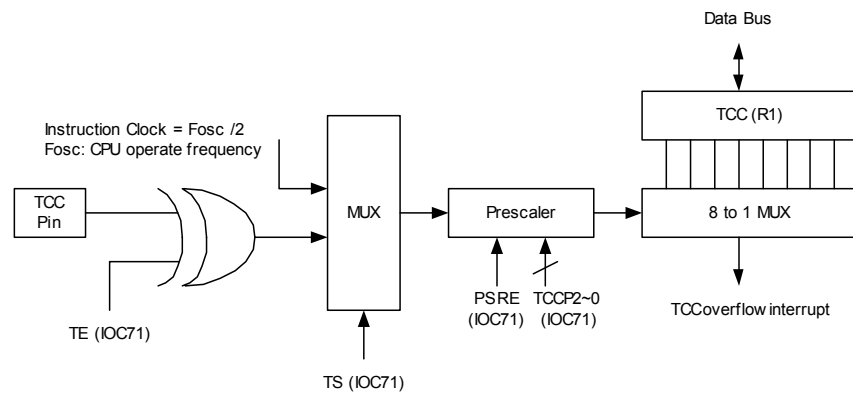 Data Bus
TCC (R1)
Instruction Clock = Fosc /2
Fosc: CPU operate frequency
TCC
Pin
MUX
Prescaler
8 to 1 MUX
PSRE
(IOC71)
TCCP2~0
(IOC71)
TCCoverflow interrupt
TE (IOC71)
TS (IOC71)